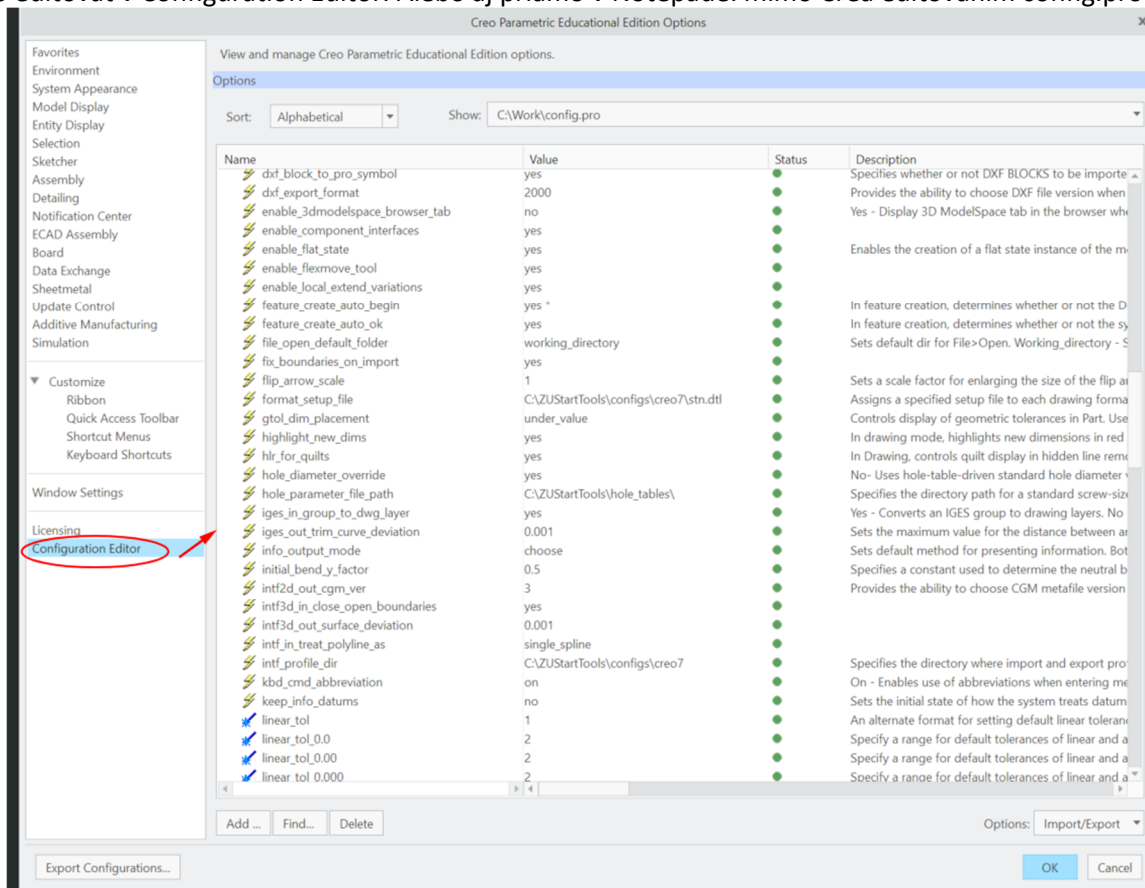 editovať v Configuration Editori Alebo aj priamo v Notepade. mimo Crea editovaním config.pro
Creo Parametric Educational Edition Options
Favorites
Environment
System Appearance
Model Display
Entity Display
Selection
Sketcher
Assembly
Detailing
Notification Center
ECAD Assembly
Board
Data Exchange
Sheetmetal
Update Control
Additive Manufacturing
Simulation
Customize
Ribbon
Quick Access Toolbar
Shortcut Menus
Keyboard Shortcuts
Window Settings
Licensing
Configuration Editor
View and manage Creo Parametric Educational Edition options.
Options
Sort: Alphabetical Show: C:\Work\config.pro
Name Value Status Description
dxf_block_to_pro_symbol yes Specifies whether or not DXF BLOCKS to be importe
dxf_export_format 2000 Provides the ability to choose DXF file version when
enable_3dmodelspace_browser_tab no Yes - Display 3D ModelSpace tab in the browser whe
enable_component_interfaces yes
enable_flat_state yes Enables the creation of a flat state instance of the m
enable_flexmove_tool yes
enable_local_extend_variations yes
feature_create_auto_begin yes * In feature creation, determines whether or not the D
feature_create_auto_ok yes In feature creation, determines whether or not the sy
file_open_default_folder working_directory Sets default dir for File>Open. Working_directory - S
fix_boundaries_on_import yes
flip_arrow_scale 1 Sets a scale factor for enlarging the size of the flip ar
format_setup_file C:\ZUStartTools\configs\creo7\stn.dtl Assigns a specified setup file to each drawing forma
gtol_dim_placement under_value Controls display of geometric tolerances in Part. Use
highlight_new_dims yes In drawing mode, highlights new dimensions in red
hlr_for_quilts yes In Drawing, controls quilt display in hidden line remo
hole_diameter_override yes No- Uses hole-table-driven standard hole diameter v
hole_parameter_file_path C:\ZUStartTools\hole_tables\ Specifies the directory path for a standard screw-size
iges_in_group_to_dwg_layer yes Yes - Converts an IGES group to drawing layers. No
iges_out_trim_curve_deviation 0.001 Sets the maximum value for the distance between ar
info_output_mode choose Sets default method for presenting information. Bot
initial_bend_y_factor 0.5 Specifies a constant used to determine the neutral b
intf2d_out_cgm_ver 3 Provides the ability to choose CGM metafile version
intf3d_in_close_open_boundaries yes
intf3d_out_surface_deviation 0.001
intf_in_treat_polyline_as single_spline
intf_profile_dir C:\ZUStartTools\configs\creo7 Specifies the directory where import and export pro
kbd_cmd_abbreviation on On - Enables use of abbreviations when entering me
keep_info_datums no Sets the initial state of how the system treats datum
linear_tol 1 An alternate format for setting default linear toleran
linear_tol_0.0 2 Specify a range for default tolerances of linear and a
linear_tol_0.00 2 Specify a range for default tolerances of linear and a
linear_tol_0.000 2 Specify a range for default tolerances of linear and a
Add ... Find... Delete Options: Import/Export
Export Configurations... OK Cancel